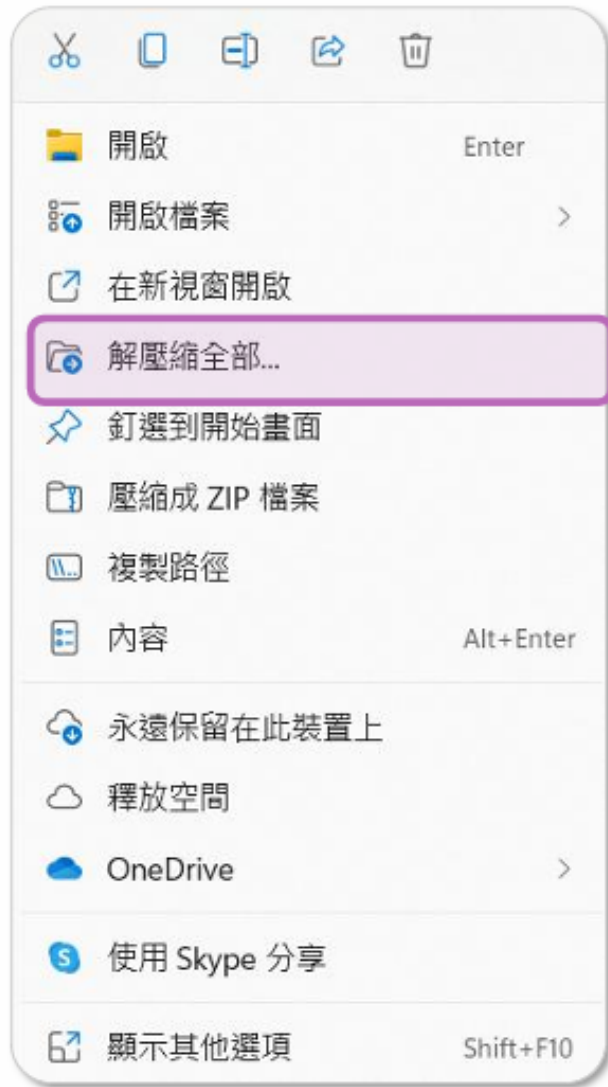 開啟 Enter
開啟檔案
在新視窗開啟
解壓縮全部...
釘選到開始畫面
壓縮成 ZIP 檔案
複製路徑
內容 Alt+Enter
永遠保留在此裝置上
釋放空間
OneDrive
使用 Skype 分享
顯示其他選項 Shift+F10